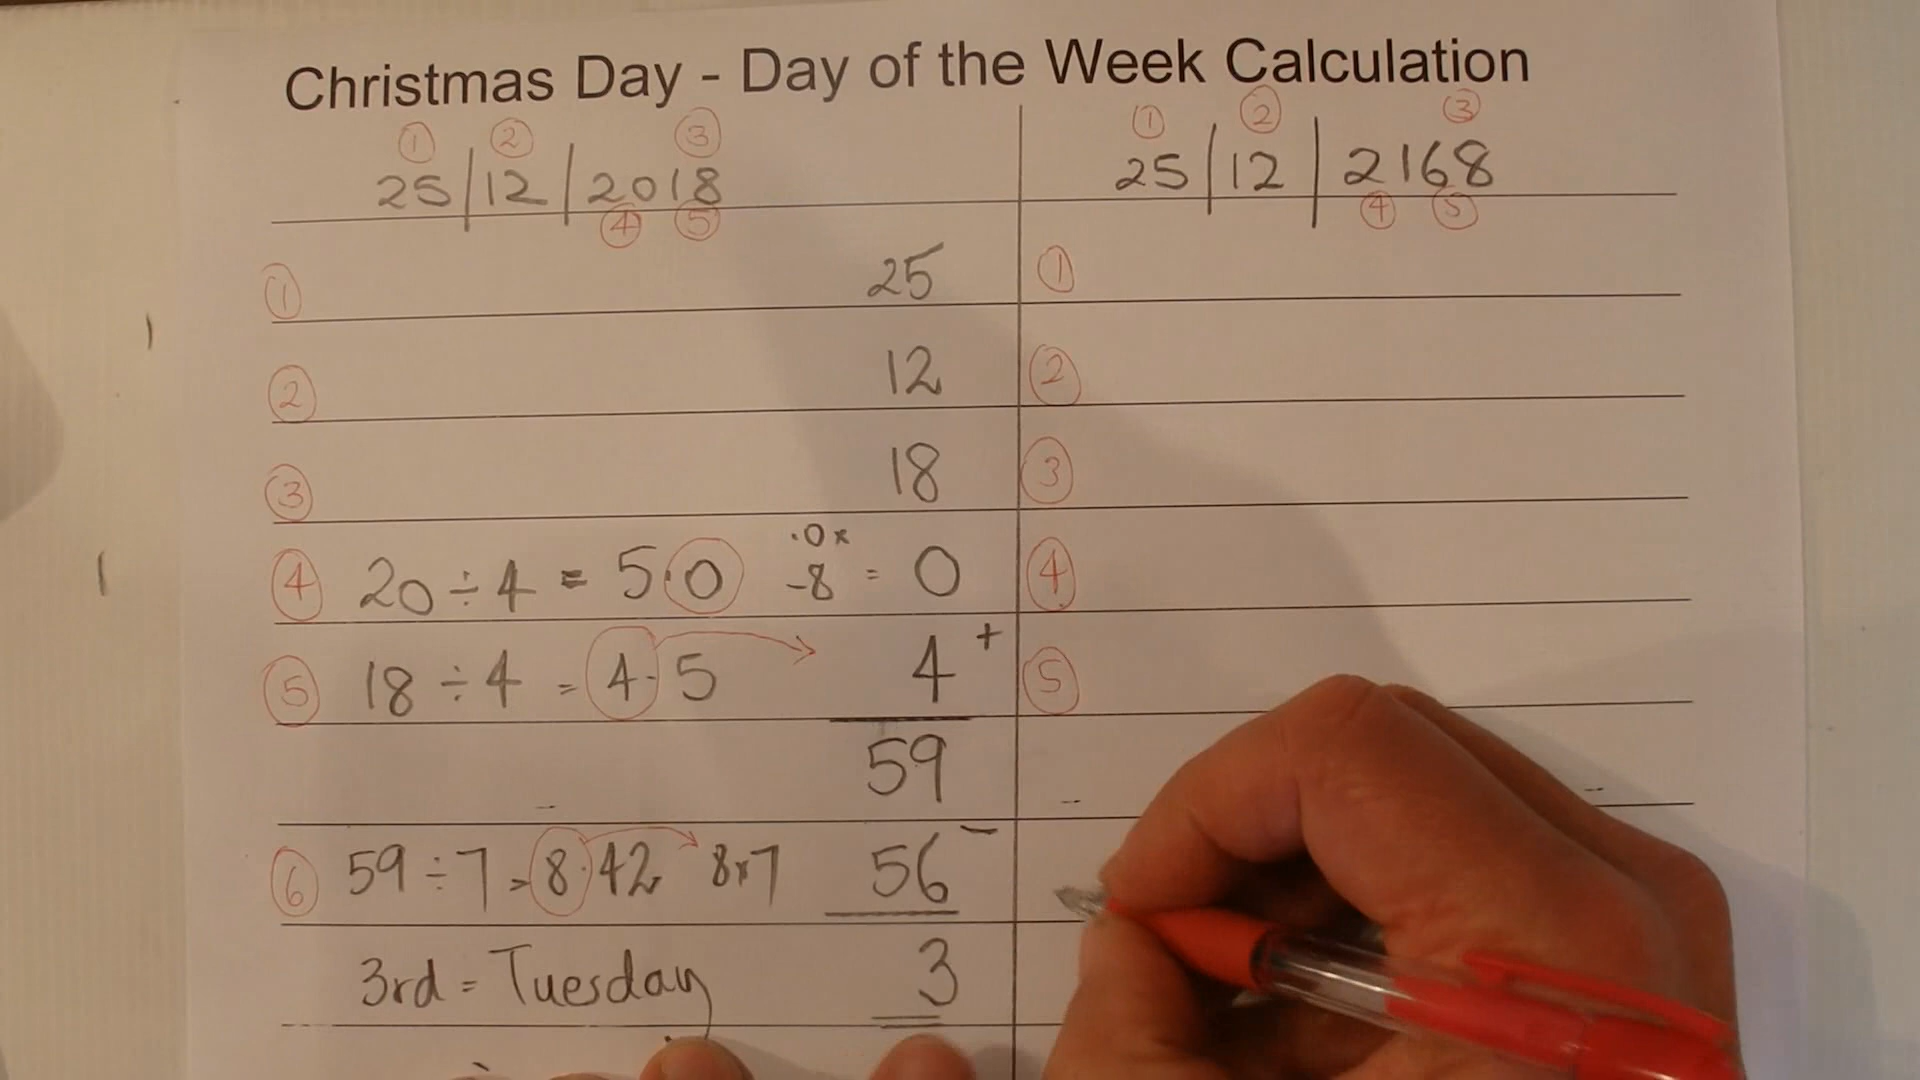 Christmas Day - Day of the Week Calculation
① ② ③
25 | 12 | 2018
④ ⑤
① 25
② 12
③ 18
④ 20 ÷ 4 = 5.0 .0 x -8 = 0
⑤ 18 ÷ 4 = 4.5 4 +
59
⑥ 59 ÷ 7 = 8.42 8x7 56 -
3rd = Tuesday 3
① ② ③
25 | 12 | 2168
④ ⑤
①
②
③
④
⑤